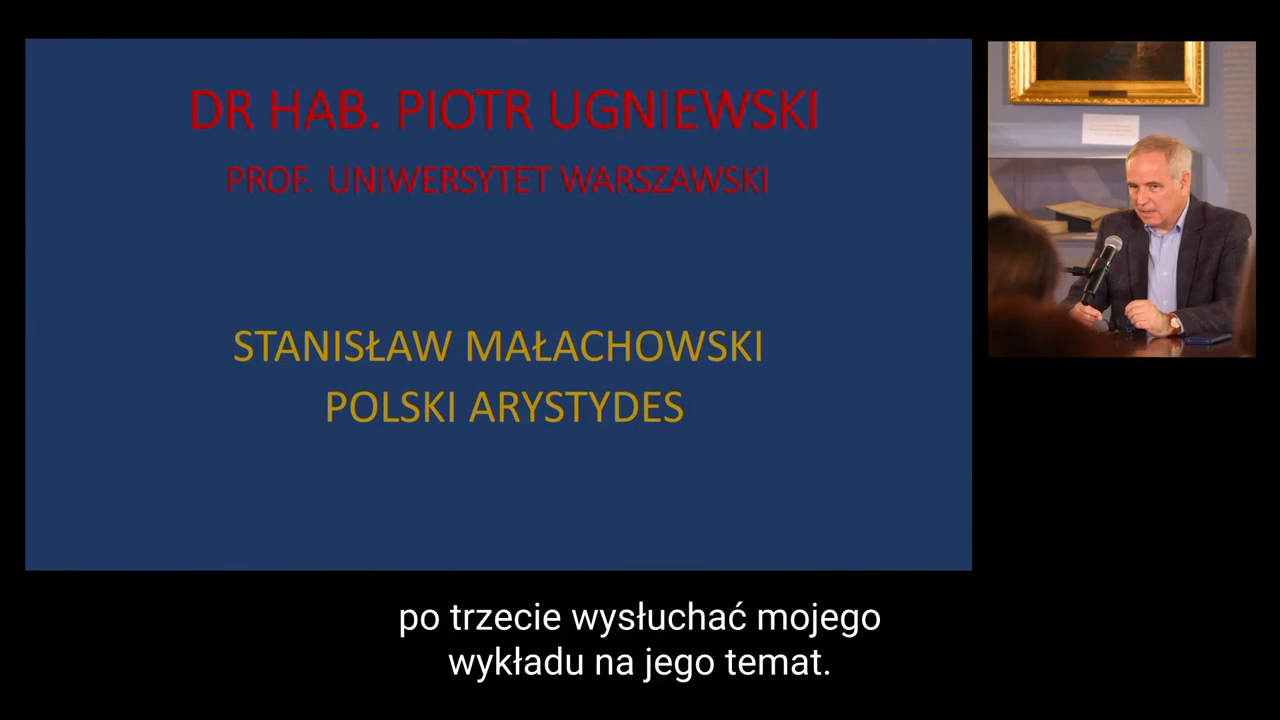 DR HAB. PIOTR UGNIEWSKI
PROF. UNIWERSYTET WARSZAWSKI
STANISŁAW MAŁACHOWSKI
POLSKI ARYSTYDES
po trzecie wysłuchać mojego
wykładu na jego temat.